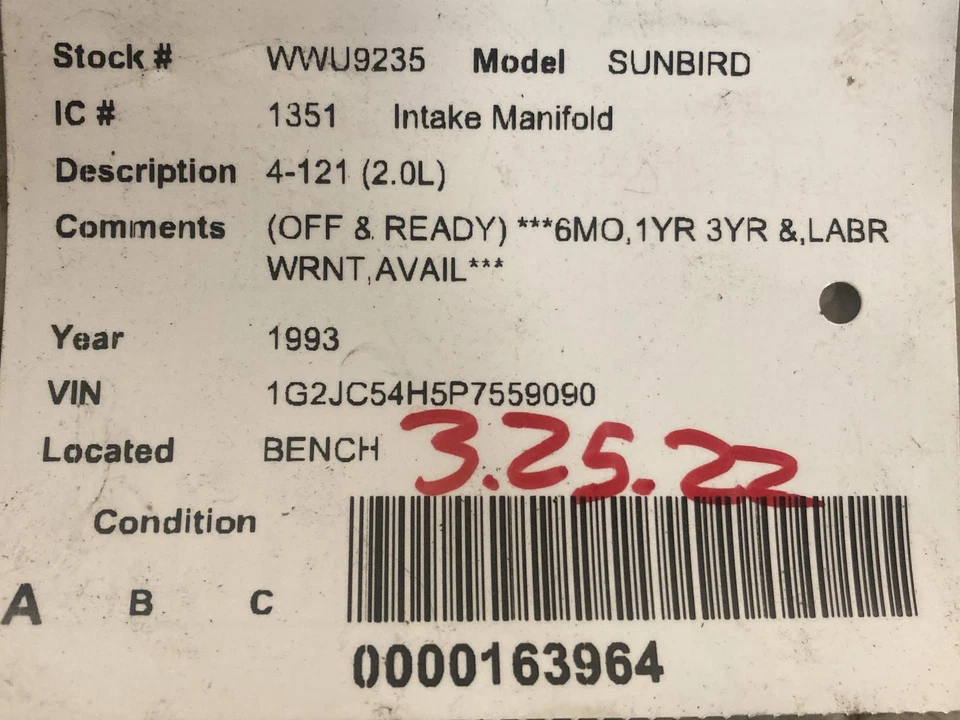 Stock # WWU9235 Model SUNBIRD
IC # 1351 Intake Manifold
Description 4-121 (2.0L)
Comments (OFF & READY) ***6MO,1YR 3YR &,LABR
WRNT,AVAIL***
Year 1993
VIN 1G2JC54H5P7559090
Located BENCH 3.25.22
Condition
A B C
0000163964